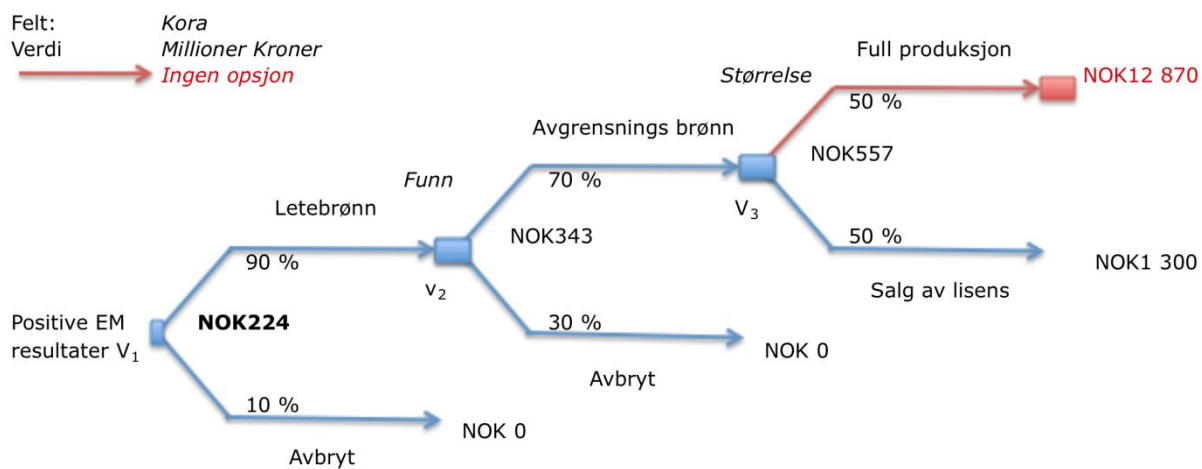 Felt: Kora
Verdi Millioner Kroner
Ingen opsjon
Full produksjon
Størrelse
NOK12 870
50 %
Avgrensnings brønn
NOK557
Funn
70 %
Letebrønn
V3
NOK343
50 %
90 %
NOK1 300
v2
Salg av lisens
Positive EM
resultater V1
NOK224
30 %
NOK 0
Avbryt
10 %
NOK 0
Avbryt